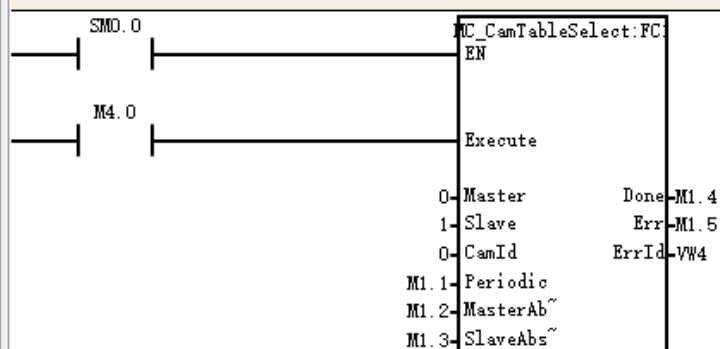 SM0.0
MC_CamTableSelect:FC1
EN
M4.0
Execute
0 Master Done M1.4
1 Slave Err M1.5
0 CamId ErrId VW4
M1.1 Periodic
M1.2 MasterAb~
M1.3 SlaveAbs~